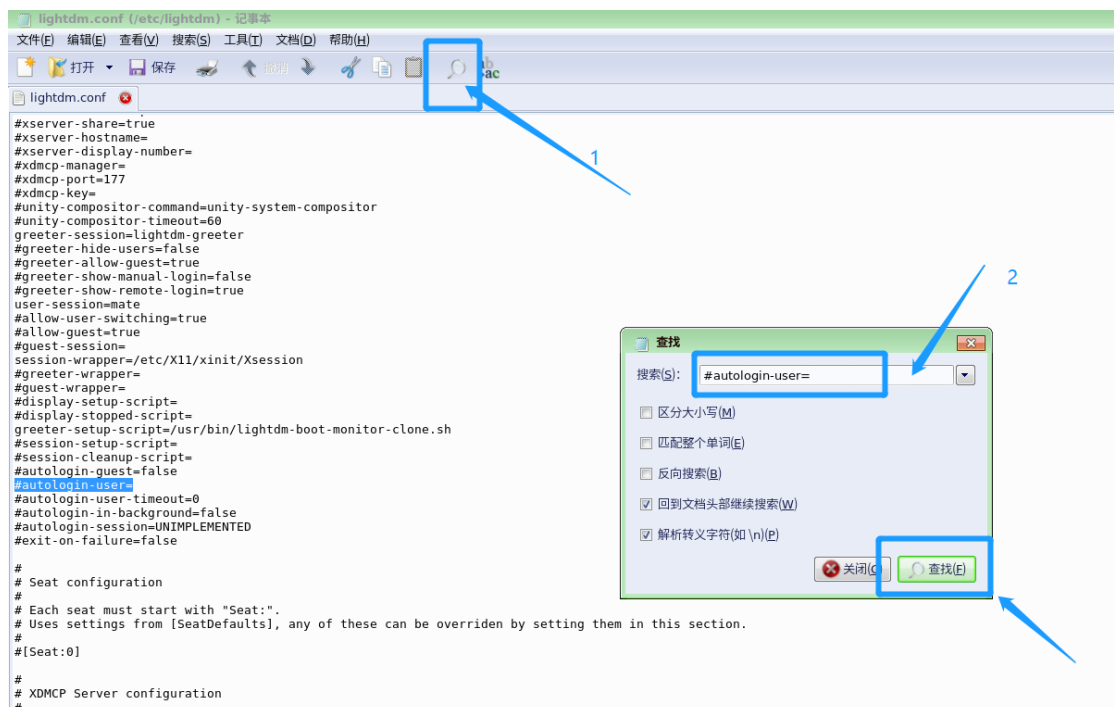 lightdm.conf (/etc/lightdm) - 记事本
文件(F) 编辑(E) 查看(V) 搜索(S) 工具(T) 文档(D) 帮助(H)
打开 保存
lightdm.conf
#xserver-share=true
#xserver-hostname=
#xserver-display-number=
#xdmcp-manager=
#xdmcp-port=177
#xdmcp-key=
#unity-compositor-command=unity-system-compositor
#unity-compositor-timeout=60
greeter-session=lightdm-greeter
#greeter-hide-users=false
#greeter-allow-guest=true
#greeter-show-manual-login=false
#greeter-show-remote-login=true
user-session=mate
#allow-user-switching=true
#allow-guest=true
#guest-session=
session-wrapper=/etc/X11/xinit/Xsession
#greeter-wrapper=
#guest-wrapper=
#display-setup-script=
#display-stopped-script=
greeter-setup-script=/usr/bin/lightdm-boot-monitor-clone.sh
#session-setup-script=
#session-cleanup-script=
#autologin-guest=false
#autologin-user=
#autologin-user-timeout=0
#autologin-in-background=false
#autologin-session=UNIMPLEMENTED
#exit-on-failure=false
#
# Seat configuration
#
# Each seat must start with "Seat:".
# Uses settings from [SeatDefaults], any of these can be overriden by setting them in this section.
#
#[Seat:0]
#
# XDMCP Server configuration
#
1
2
查找
搜索(S): #autologin-user=
区分大小写(M)
匹配整个单词(E)
反向搜索(B)
回到文档头部继续搜索(W)
解析转义字符(如 \n)(P)
关闭(C) 查找(F)